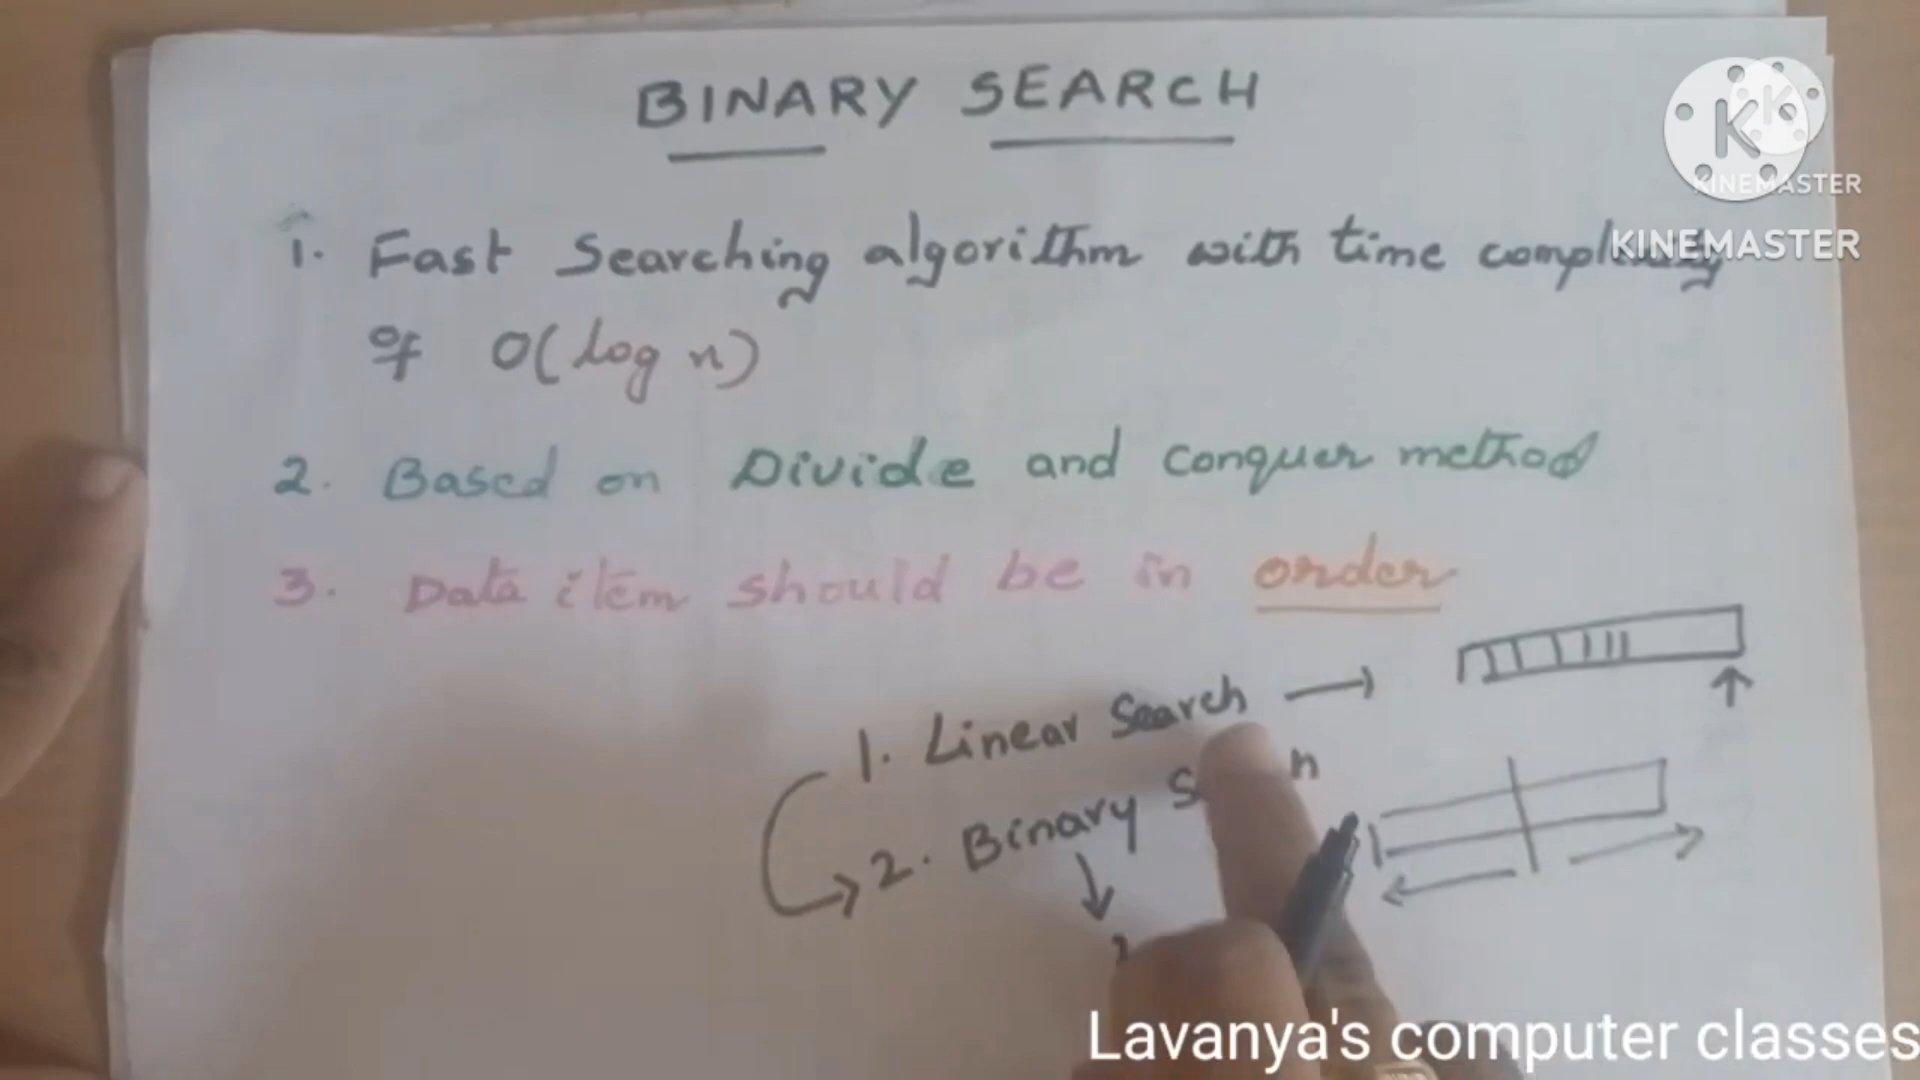 BINARY SEARCH
1. Fast Searching algorithm with time complexity
of O(log n)
2. Based on Divide and Conquer method
3. Data item should be in order
1. Linear Search →
2. Binary S h
KINEMASTER
KINEMASTER
Lavanya's computer classes